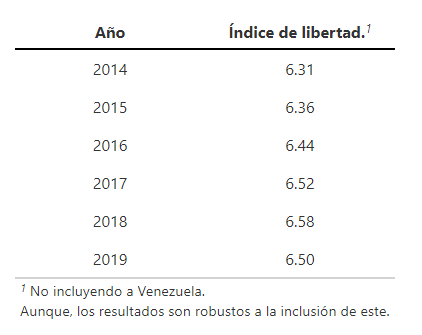 Año Índice de libertad.1
2014 6.31
2015 6.36
2016 6.44
2017 6.52
2018 6.58
2019 6.50
1 No incluyendo a Venezuela.
Aunque, los resultados son robustos a la inclusión de este.